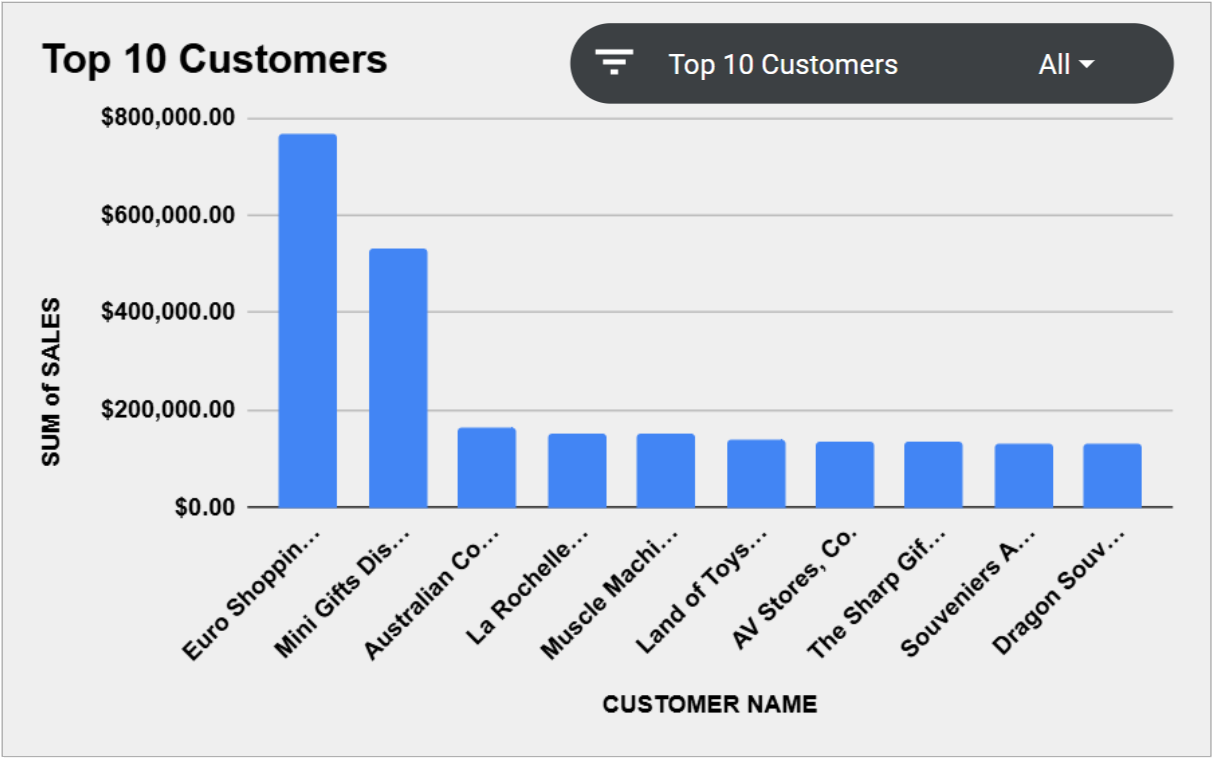 Top 10 Customers
Top 10 Customers All
$800,000.00
$600,000.00
$400,000.00
$200,000.00
$0.00
SUM of SALES
Euro Shoppin...
Mini Gifts Dis...
Australian Co...
La Rochelle...
Muscle Machi...
Land of Toys...
AV Stores, Co.
The Sharp Gif...
Souveniers A...
Dragon Souv...
CUSTOMER NAME